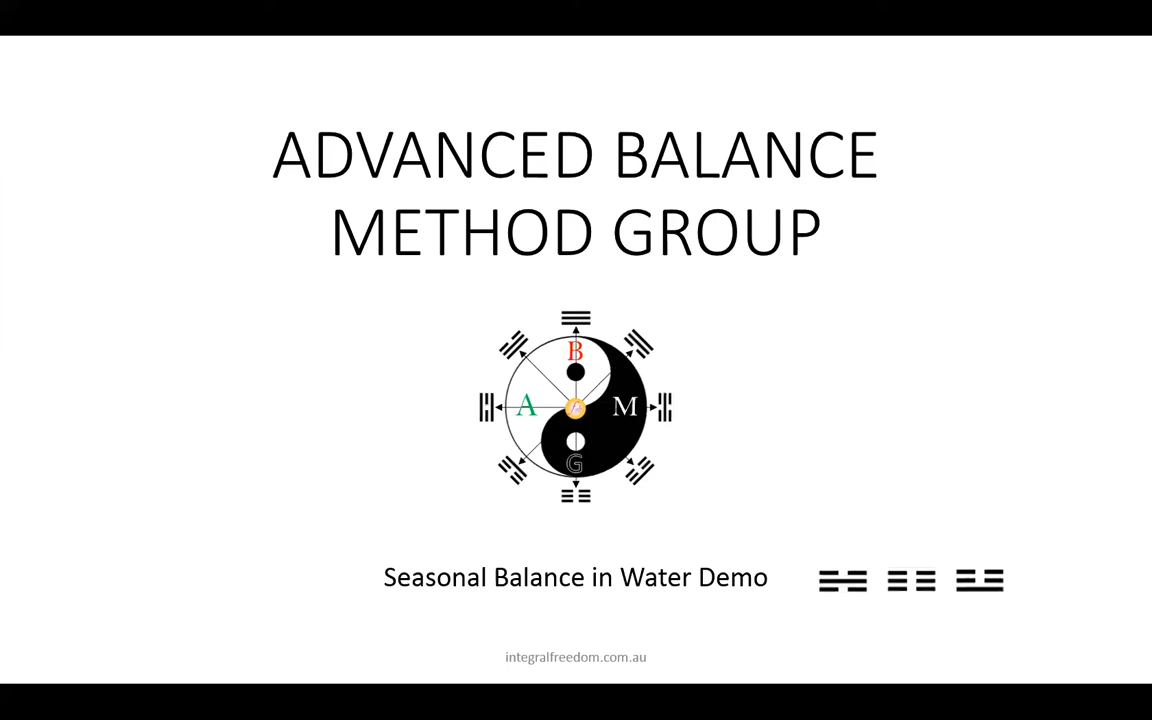 ADVANCED BALANCE
METHOD GROUP
B
A
M
G
Seasonal Balance in Water Demo
integralfreedom.com.au